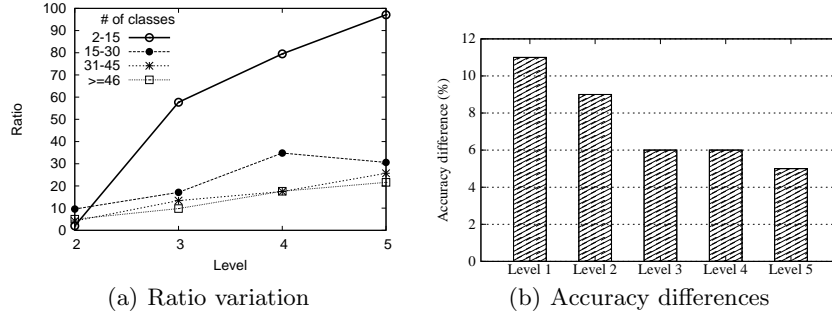 # of classes
2-15
15-30
31-45
>=46
100
90
80
70
60
50
40
30
20
10
0
Ratio
2 3 4 5
Level
(a) Ratio variation
12
10
8
6
4
2
0
Accuracy difference (%)
Level 1 Level 2 Level 3 Level 4 Level 5
(b) Accuracy differences